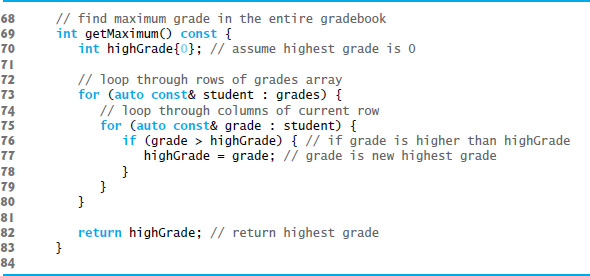 68 // find maximum grade in the entire gradebook
69 int getMaximum() const {
70 int highGrade{0}; // assume highest grade is 0
71
72 // loop through rows of grades array
73 for (auto const& student : grades) {
74 // loop through columns of current row
75 for (auto const& grade : student) {
76 if (grade > highGrade) { // if grade is higher than highGrade
77 highGrade = grade; // grade is new highest grade
78 }
79 }
80 }
81
82 return highGrade; // return highest grade
83 }
84